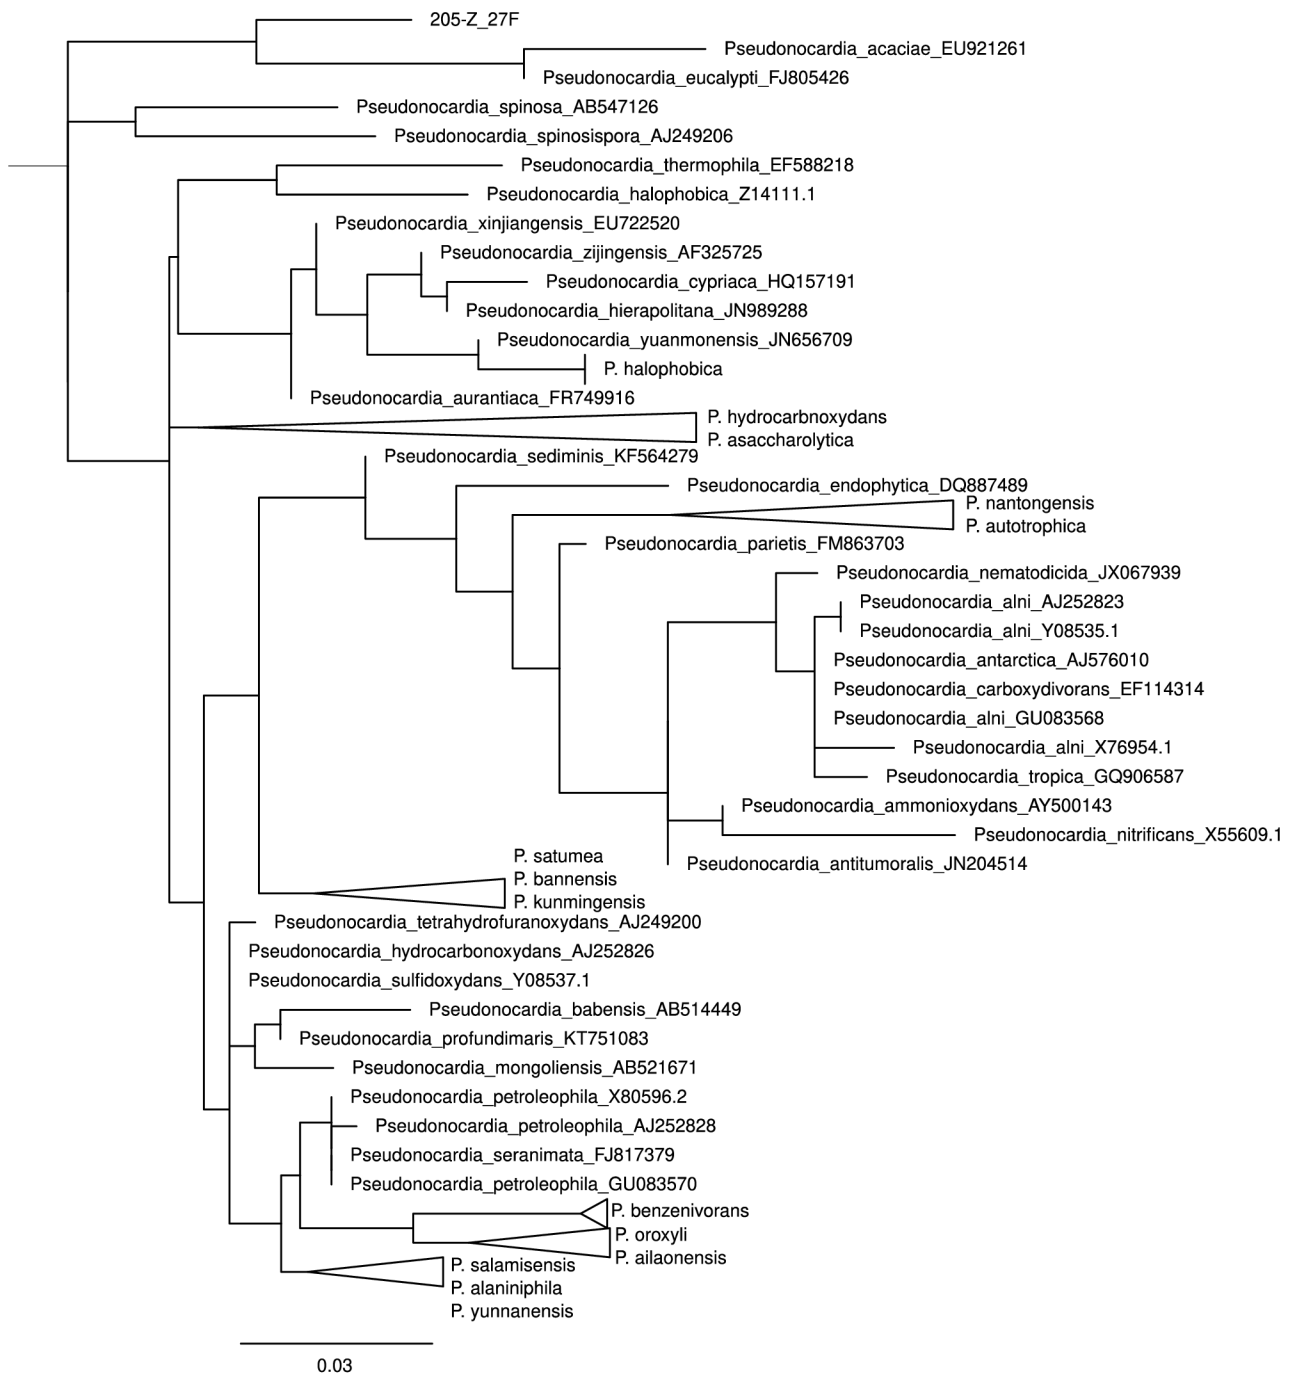 205-Z_27F
Pseudonocardia_acaciae_EU921261
Pseudonocardia_eucalypti_FJ805426
Pseudonocardia_spinosa_AB547126
Pseudonocardia_spinosispora_AJ249206
Pseudonocardia_thermophila_EF588218
Pseudonocardia_halophobica_Z14111.1
Pseudonocardia_xinjiangensis_EU722520
Pseudonocardia_zijingensis_AF325725
Pseudonocardia_cypriaca_HQ157191
Pseudonocardia_hierapolitana_JN989288
Pseudonocardia_yuanmonensis_JN656709
P. halophobica
Pseudonocardia_aurantiaca_FR749916
P. hydrocarbnoxydans
P. asaccharolytica
Pseudonocardia_sediminis_KF564279
Pseudonocardia_endophytica_DQ887489
P. nantongensis
P. autotrophica
Pseudonocardia_parietis_FM863703
Pseudonocardia_nematodicida_JX067939
Pseudonocardia_alni_AJ252823
Pseudonocardia_alni_Y08535.1
Pseudonocardia_antarctica_AJ576010
Pseudonocardia_carboxydivorans_EF114314
Pseudonocardia_alni_GU083568
Pseudonocardia_alni_X76954.1
Pseudonocardia_tropica_GQ906587
Pseudonocardia_ammonioxydans_AY500143
Pseudonocardia_nitrificans_X55609.1
Pseudonocardia_antitumoralis_JN204514
P. satumea
P. bannensis
P. kunmingensis
Pseudonocardia_tetrahydrofuranoxydans_AJ249200
Pseudonocardia_hydrocarbonoxydans_AJ252826
Pseudonocardia_sulfidoxydans_Y08537.1
Pseudonocardia_babensis_AB514449
Pseudonocardia_profundimaris_KT751083
Pseudonocardia_mongoliensis_AB521671
Pseudonocardia_petroleophila_X80596.2
Pseudonocardia_petroleophila_AJ252828
Pseudonocardia_seranimata_FJ817379
Pseudonocardia_petroleophila_GU083570
P. benzenivorans
P. oroxyli
P. ailaonensis
P. salamisensis
P. alaniniphila
P. yunnanensis
0.03